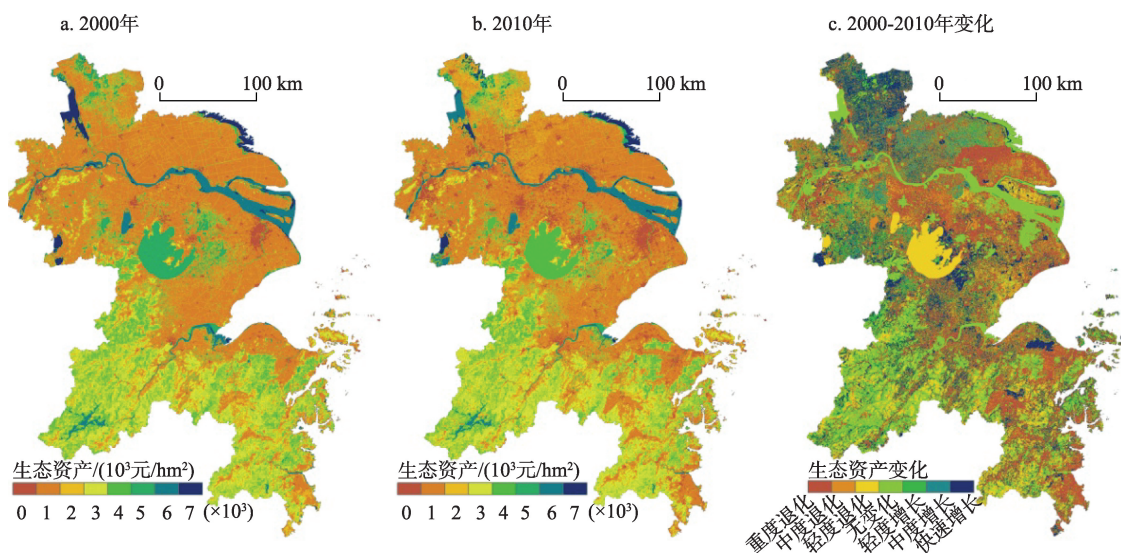 a. 2000年
b. 2010年
c. 2000-2010年变化
0 100 km
0 100 km
0 100 km
生态资产/(10³元/hm²)
0 1 2 3 4 5 6 7 (×10³)
生态资产/(10³元/hm²)
0 1 2 3 4 5 6 7 (×10³)
生态资产变化
重度退化
中度退化
轻度退化
无变化
轻度增长
中度增长
快速增长